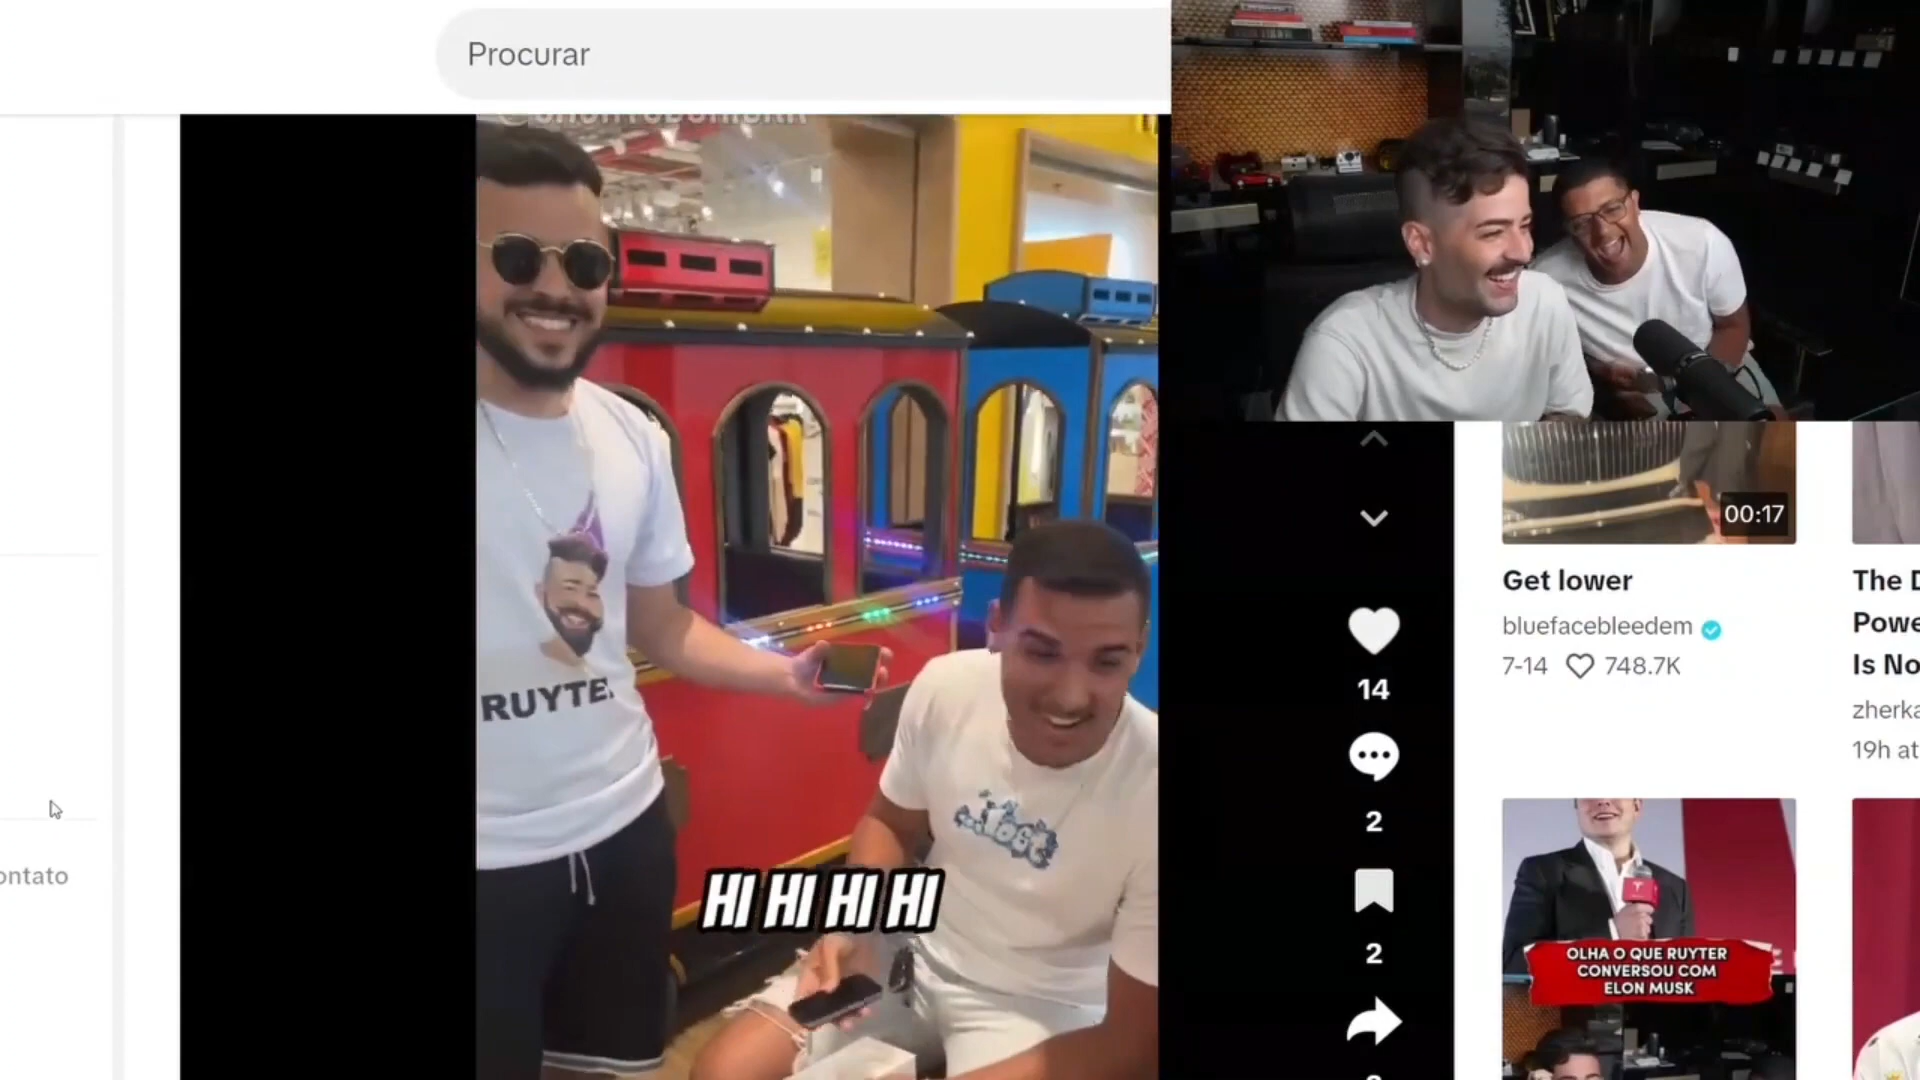 Procurar
RUYTE
Lost
HI HI HI HI
14
2
2
00:17
Get lower
bluefacebleedem
7-14 748.7K
The D
Powe
Is No
zherka
19h at
OLHA O QUE RUYTER
CONVERSOU COM
ELON MUSK
ontato